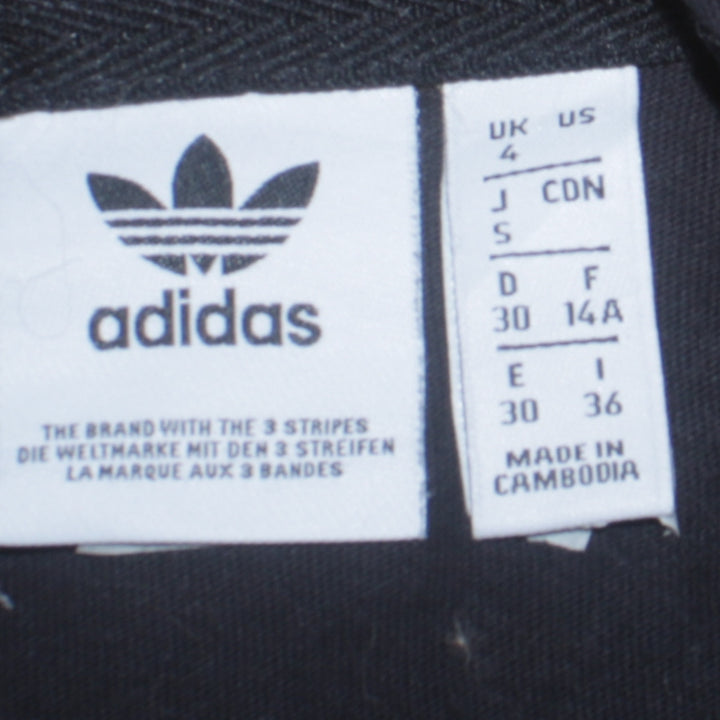 adidas
THE BRAND WITH THE 3 STRIPES
DIE WELTMARKE MIT DEN 3 STREIFEN
LA MARQUE AUX 3 BANDES
UK US
4
J CDN
S
D F
30 14A
E I
30 36
MADE IN
CAMBODIA